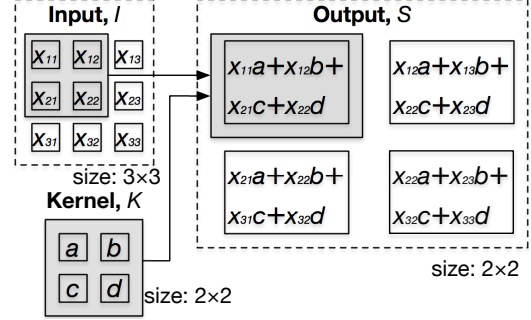 Input, I
x11 x12 x13
x21 x22 x23
x31 x32 x33
size: 3×3
Kernel, K
a b
c d
size: 2×2
Output, S
x11a+x12b+
x21c+x22d
x12a+x13b+
x22c+x23d
x21a+x22b+
x31c+x32d
x22a+x23b+
x32c+x33d
size: 2×2